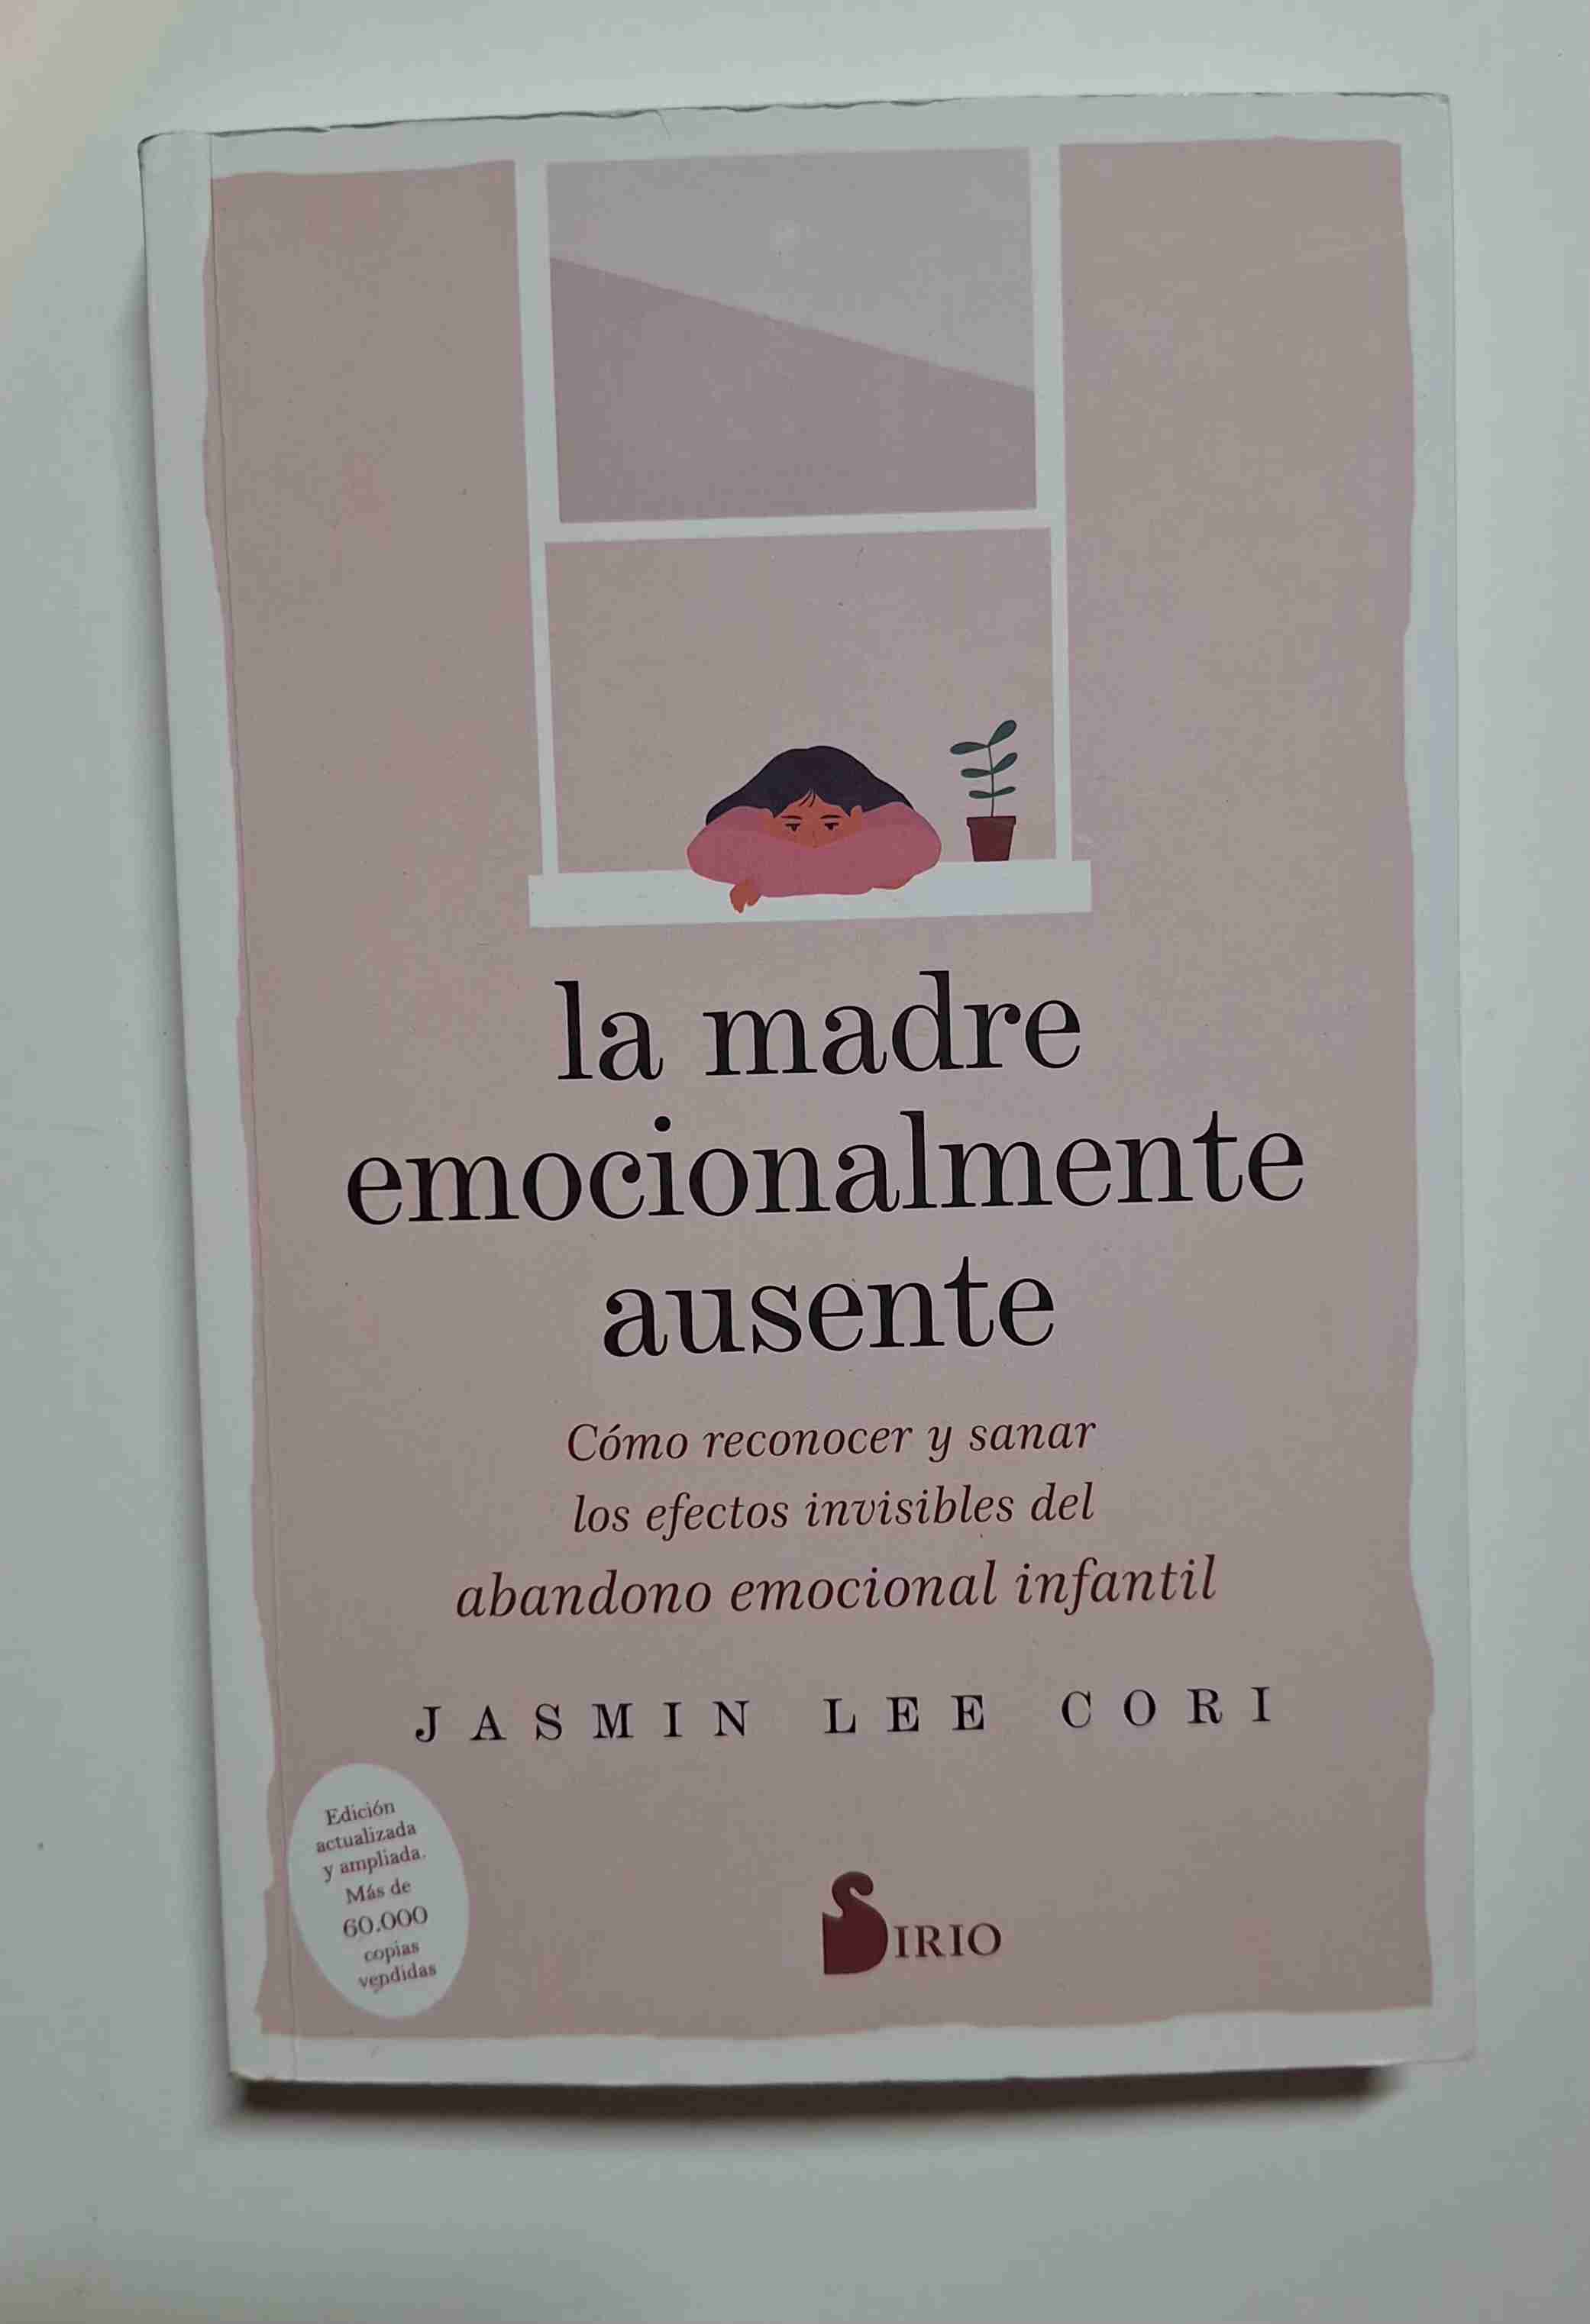 la madre
emocionalmente
ausente
Cómo reconocer y sanar
los efectos invisibles del
abandono emocional infantil
JASMIN LEE CORI
Edición
actualizada
y ampliada.
Más de
60.000
copias
vendidas
SIRIO